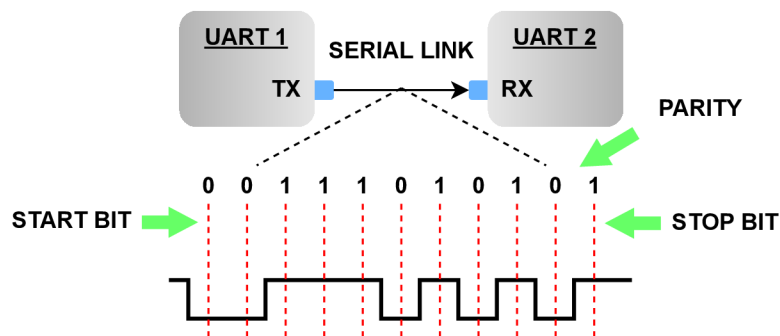 UART 1
SERIAL LINK
UART 2
TX
RX
PARITY
0 0 1 1 1 0 1 0 1 0 1
START BIT
STOP BIT